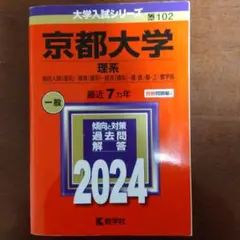 大学入試シリーズ
102
京都大学
理系
一般
最近7カ年
傾向と対策
過去問
解答
2024
教学社